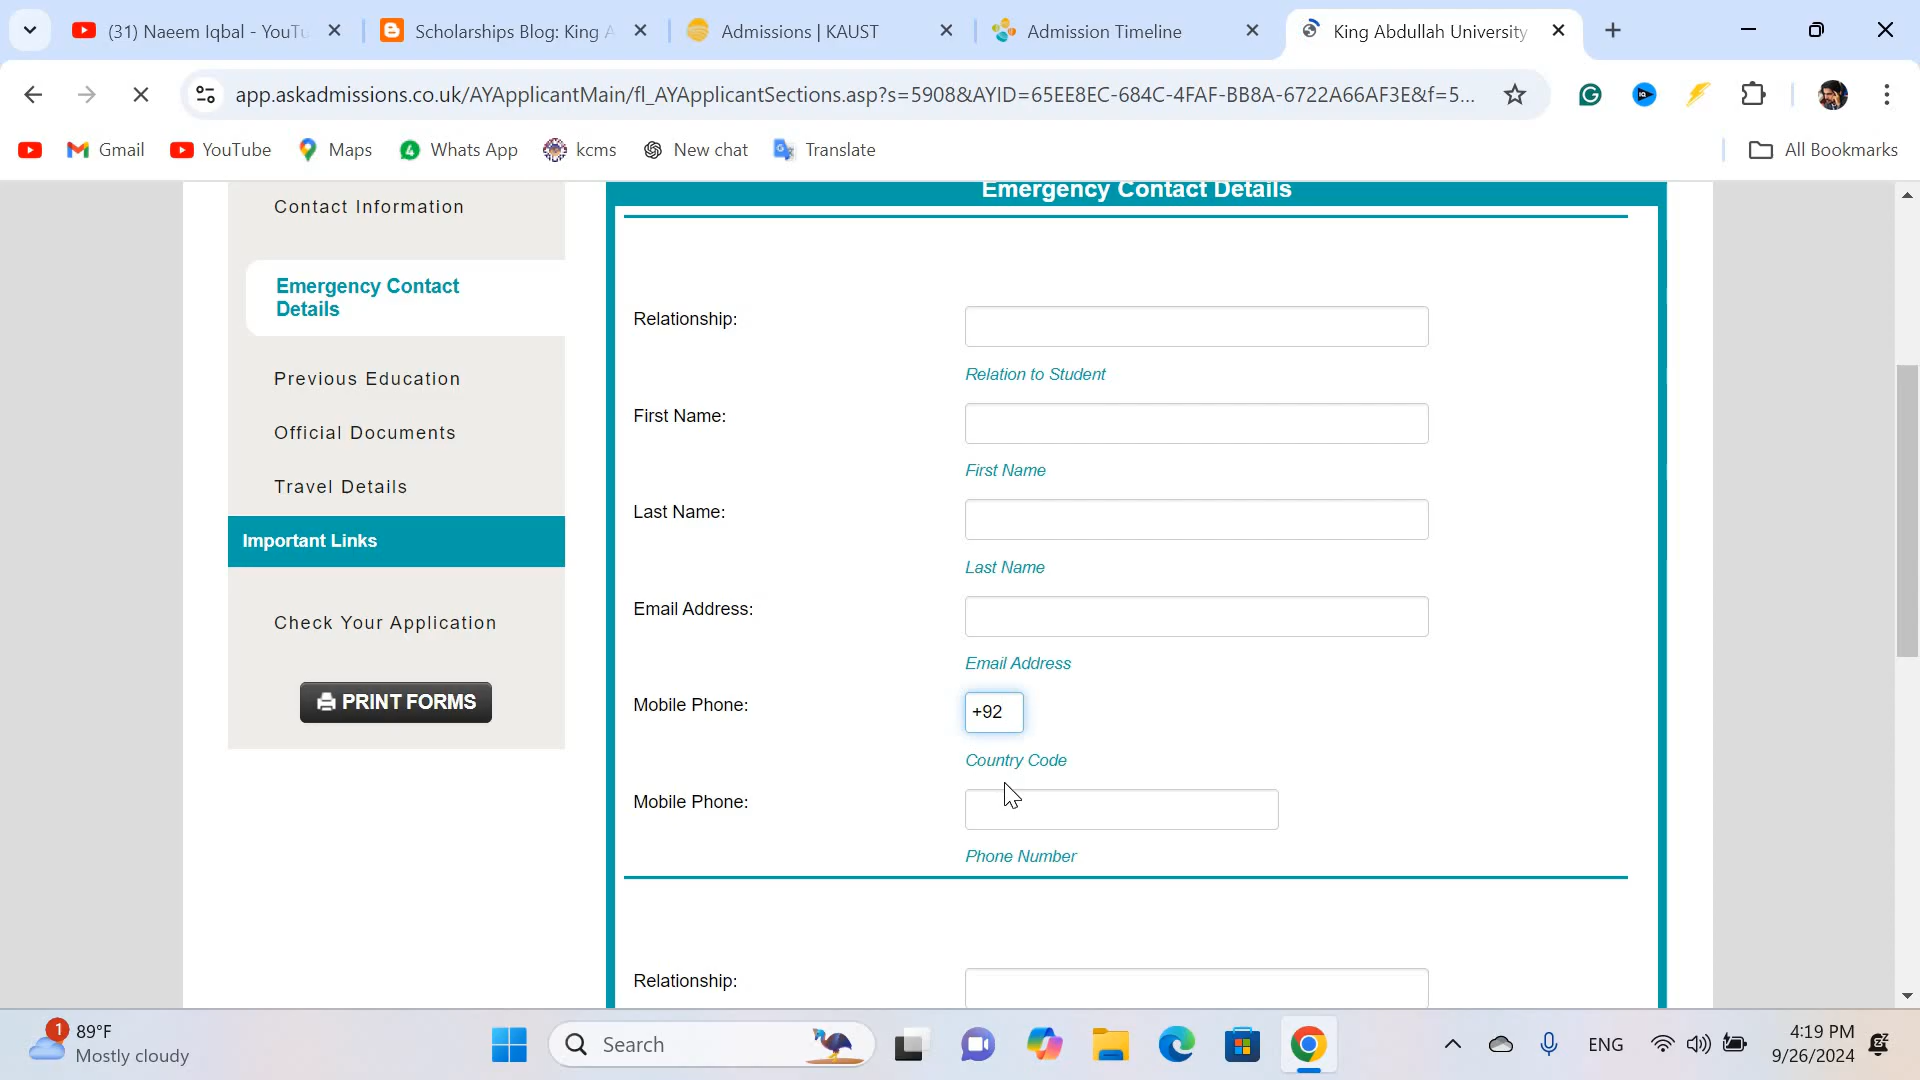 (31) Naeem Iqbal - YouTu
Scholarships Blog: King A
Admissions | KAUST
Admission Timeline
King Abdullah University
app.askadmissions.co.uk/AYApplicantMain/fl_AYApplicantSections.asp?s=5908&AYID=65EE8EC-684C-4FAF-BB8A-6722A66AF3E&f=5...
Gmail
YouTube
Maps
4
Whats App
kcms
New chat
Translate
All Bookmarks
Contact Information
Emergency Contact
Details
Previous Education
Official Documents
Travel Details
Important Links
Check Your Application
PRINT FORMS
Emergency Contact Details
Relationship:
Relation to Student
First Name:
First Name
Last Name:
Last Name
Email Address:
Email Address
Mobile Phone:
+92
Country Code
Mobile Phone:
Phone Number
Relationship:
1
89°F
Mostly cloudy
Search
ENG
4:19 PM
9/26/2024